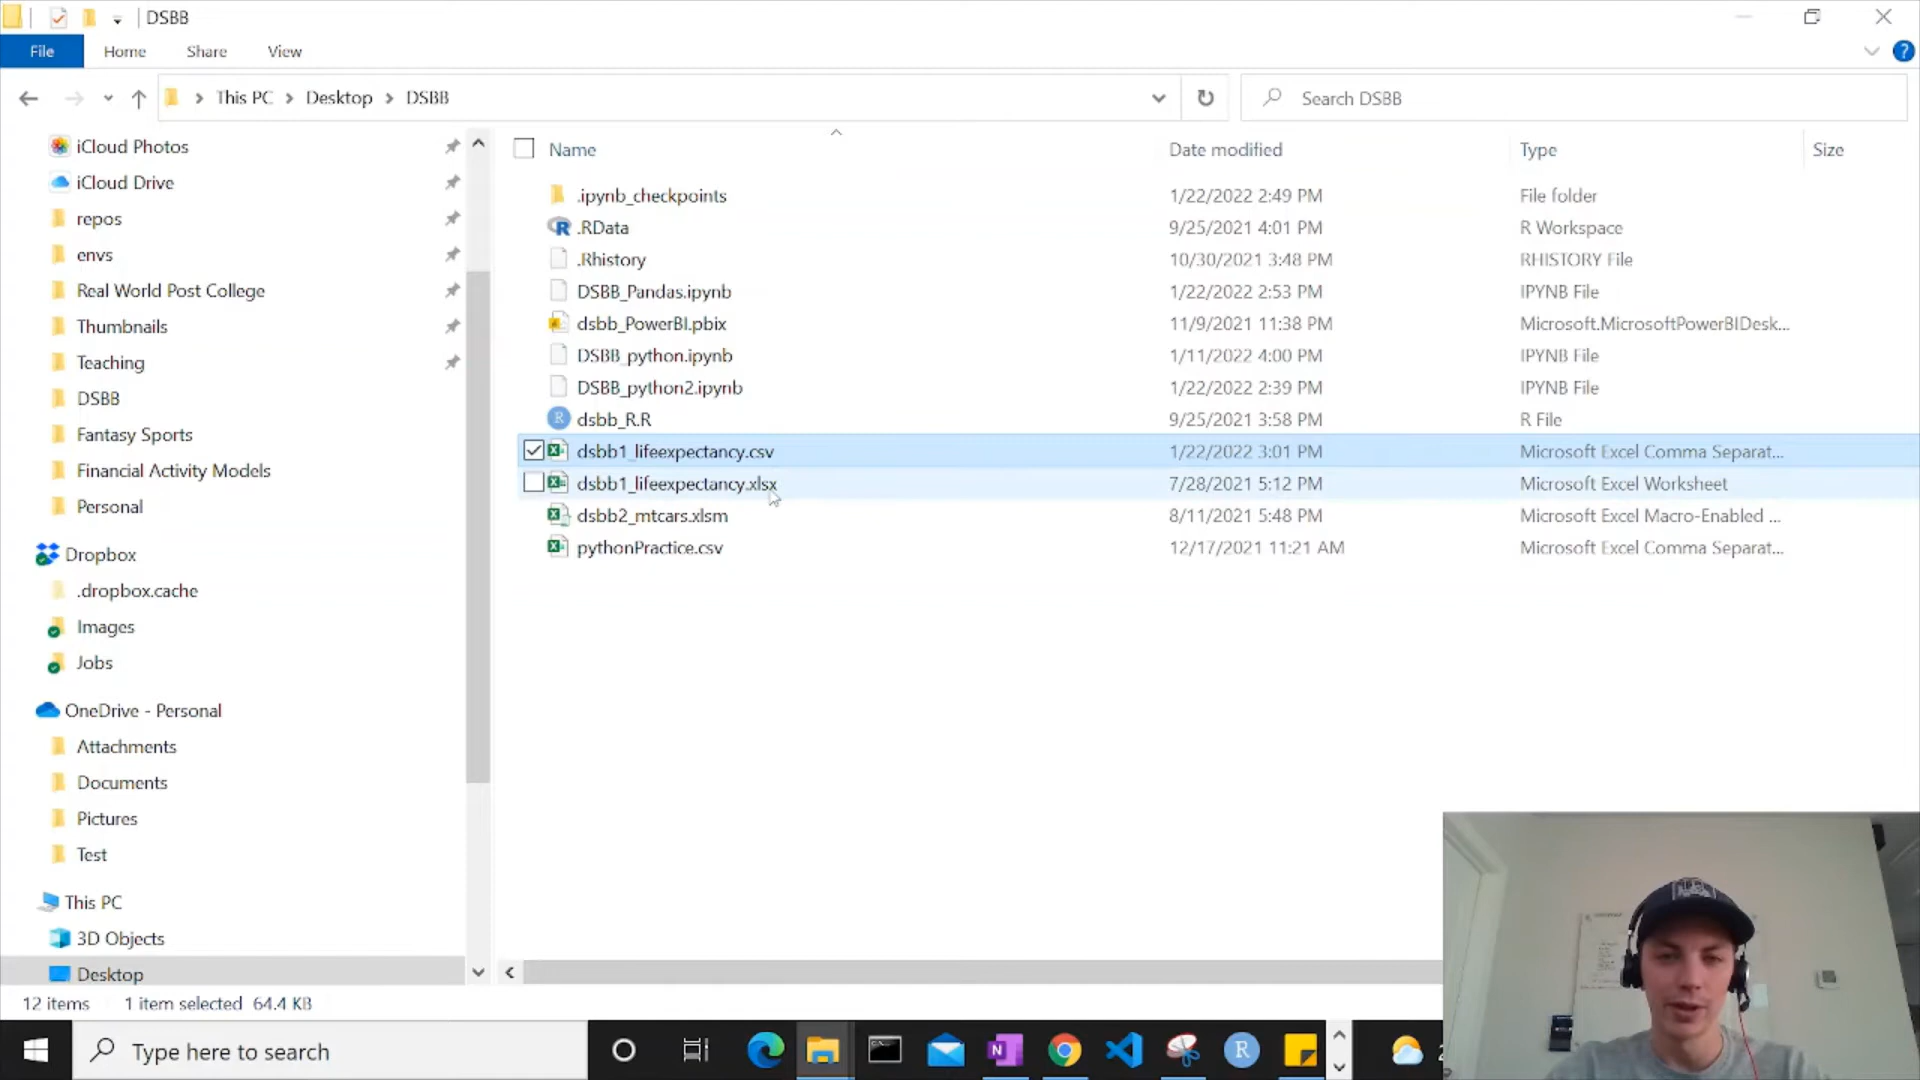 DSBB
File Home Share View
This PC Desktop DSBB Search DSBB
iCloud Photos
iCloud Drive
repos
envs
Real World Post College
Thumbnails
Teaching
DSBB
Fantasy Sports
Financial Activity Models
Personal
Dropbox
.dropbox.cache
Images
Jobs
OneDrive - Personal
Attachments
Documents
Pictures
Test
This PC
3D Objects
Desktop
Name Date modified Type Size
.ipynb_checkpoints 1/22/2022 2:49 PM File folder
.RData 9/25/2021 4:01 PM R Workspace
.Rhistory 10/30/2021 3:48 PM RHISTORY File
DSBB_Pandas.ipynb 1/22/2022 2:53 PM IPYNB File
dsbb_PowerBI.pbix 11/9/2021 11:38 PM Microsoft.MicrosoftPowerBIDesk...
DSBB_python.ipynb 1/11/2022 4:00 PM IPYNB File
DSBB_python2.ipynb 1/22/2022 2:39 PM IPYNB File
dsbb_R.R 9/25/2021 3:58 PM R File
dsbb1_lifeexpectancy.csv 1/22/2022 3:01 PM Microsoft Excel Comma Separat...
dsbb1_lifeexpectancy.xlsx 7/28/2021 5:12 PM Microsoft Excel Worksheet
dsbb2_mtcars.xlsm 8/11/2021 5:48 PM Microsoft Excel Macro-Enabled ...
pythonPractice.csv 12/17/2021 11:21 AM Microsoft Excel Comma Separat...
12 items 1 item selected 64.4 KB
Type here to search